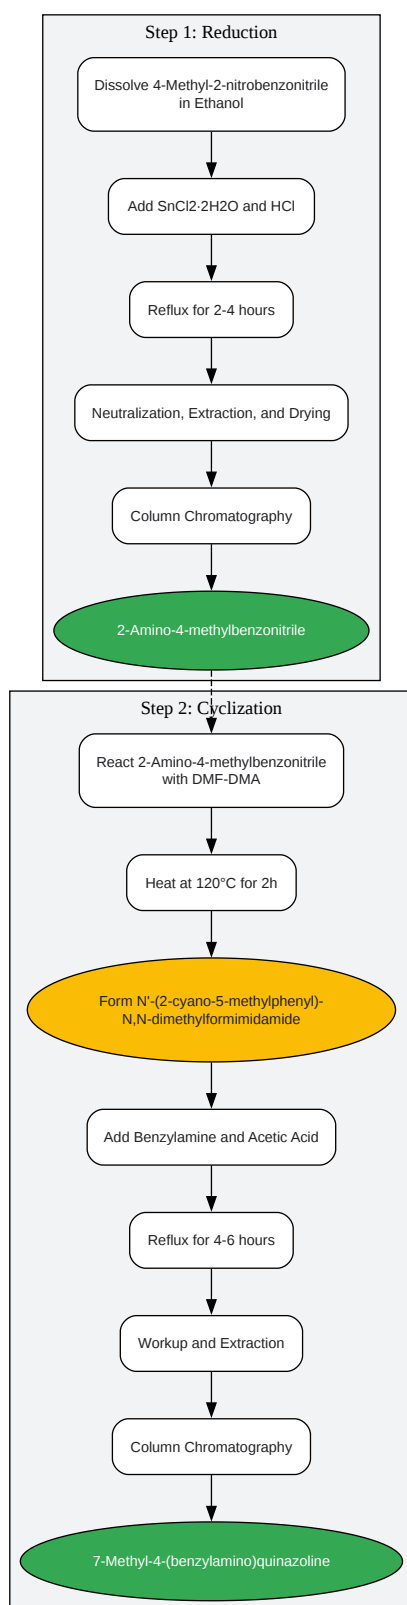 Step 1: Reduction
Dissolve 4-Methyl-2-nitrobenzonitrile
in Ethanol
Add SnCl2·2H2O and HCl
Reflux for 2-4 hours
Neutralization, Extraction, and Drying
Column Chromatography
2-Amino-4-methylbenzonitrile
Step 2: Cyclization
React 2-Amino-4-methylbenzonitrile
with DMF-DMA
Heat at 120°C for 2h
Form N'-(2-cyano-5-methylphenyl)-
N,N-dimethylformimidamide
Add Benzylamine and Acetic Acid
Reflux for 4-6 hours
Workup and Extraction
Column Chromatography
7-Methyl-4-(benzylamino)quinazoline